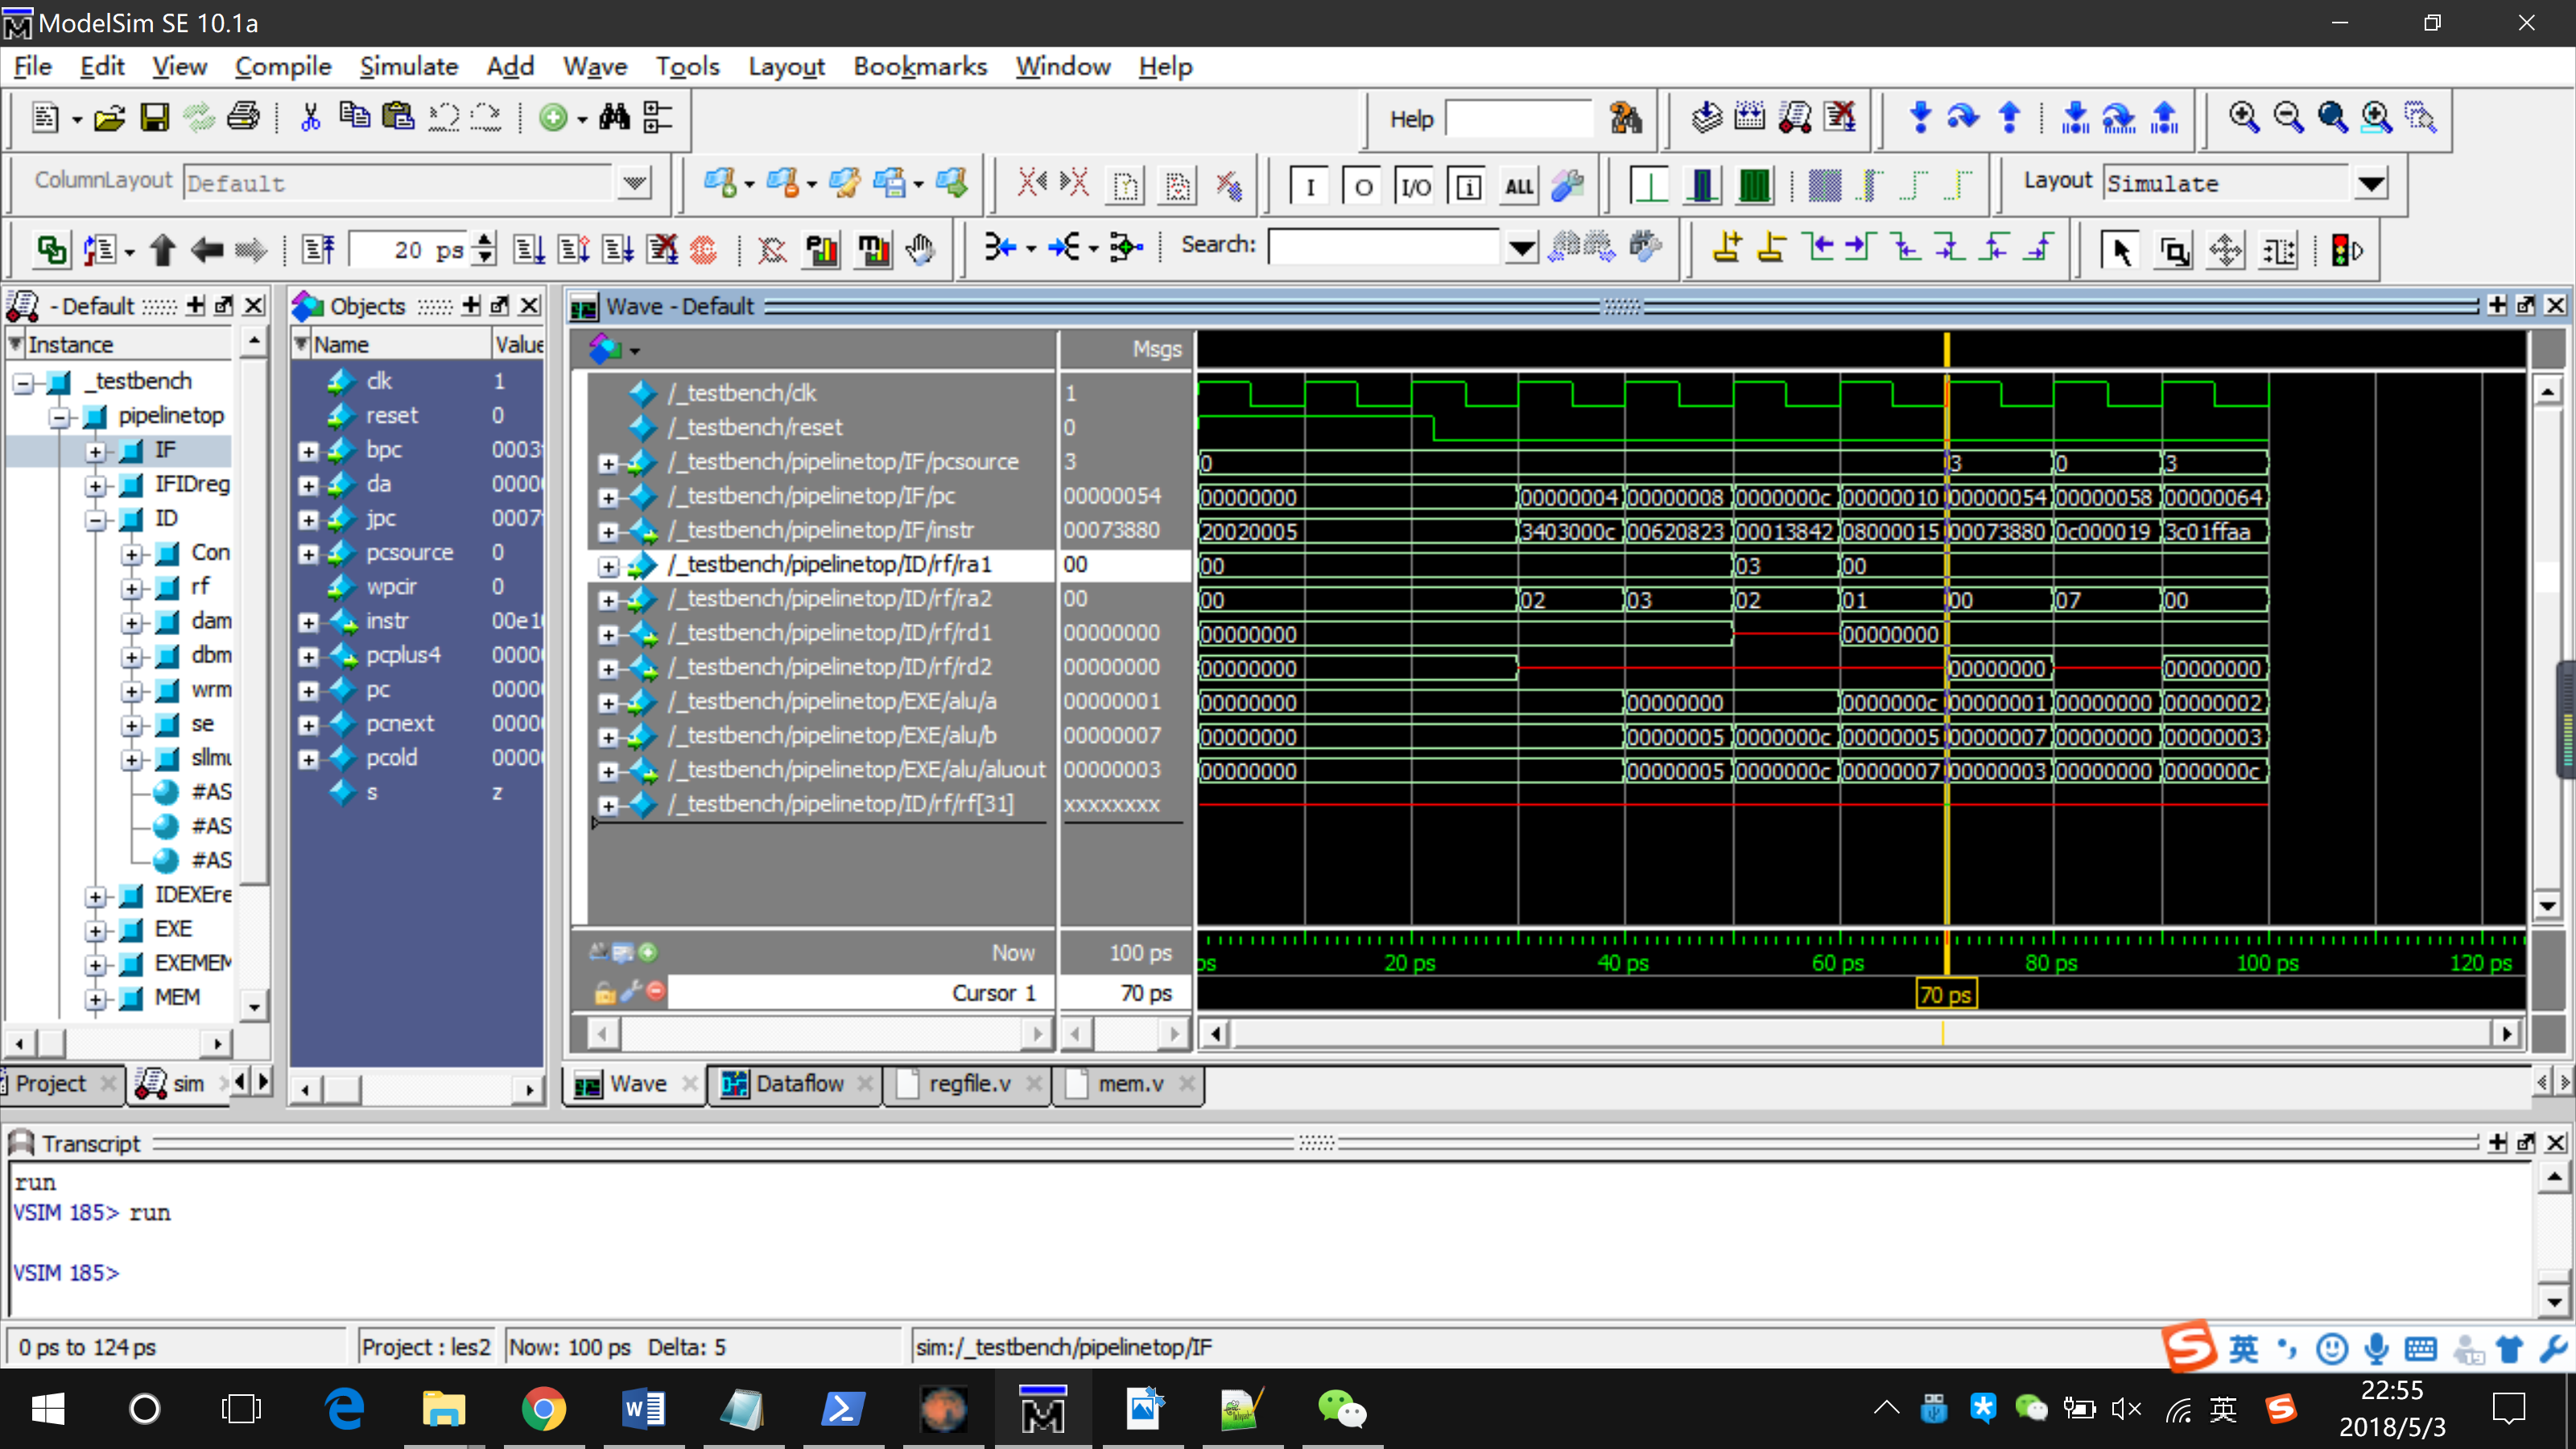 ModelSim SE 10.1a
File Edit View Compile Simulate Add Wave Tools Layout Bookmarks Window Help
Help
ColumnLayout Default
I O I/O i ALL
Layout Simulate
20 ps
Search:
- Default
Instance
_testbench
pipelinetop
IF
IFIDreg
ID
Con
rf
dam
dbm
wrm
se
sllmu
#AS
#AS
#AS
IDEXEre
EXE
EXEMEM
MEM
Project
sim
Objects
Name Value
clk 1
reset 0
bpc 0003
da 0000
jpc 0007
pcsource 0
wpcir 0
instr 00e1
pcplus4 0000
pc 0000
pcnext 0000
pcold 0000
s z
Wave - Default
Msgs
/_testbench/clk 1
/_testbench/reset 0
/_testbench/pipelinetop/IF/pcsource 3 0 3 0 3
/_testbench/pipelinetop/IF/pc 00000054 00000000 00000004 00000008 0000000c 00000010 00000054 00000058 00000064
/_testbench/pipelinetop/IF/instr 00073880 20020005 3403000c 00620823 00013842 08000015 00073880 0c000019 3c01ffaa
/_testbench/pipelinetop/ID/rf/ra1 00 00 03 00
/_testbench/pipelinetop/ID/rf/ra2 00 00 02 03 02 01 00 07 00
/_testbench/pipelinetop/ID/rf/rd1 00000000 00000000 00000000
/_testbench/pipelinetop/ID/rf/rd2 00000000 00000000 00000000 00000000
/_testbench/pipelinetop/EXE/alu/a 00000001 00000000 00000000 0000000c 00000001 00000000 00000002
/_testbench/pipelinetop/EXE/alu/b 00000007 00000000 00000005 0000000c 00000005 00000007 00000000 00000003
/_testbench/pipelinetop/EXE/alu/aluout 00000003 00000000 00000005 0000000c 00000007 00000003 00000000 0000000c
/_testbench/pipelinetop/ID/rf/rf[31] xxxxxxxx
Now 100 ps
ps 20 ps 40 ps 60 ps 80 ps 100 ps 120 ps
Cursor 1 70 ps
70 ps
Wave Dataflow regfile.v mem.v
Transcript
run
VSIM 185> run
VSIM 185>
0 ps to 124 ps Project : les2 Now: 100 ps Delta: 5 sim:/_testbench/pipelinetop/IF
英
英
22:55
2018/5/3